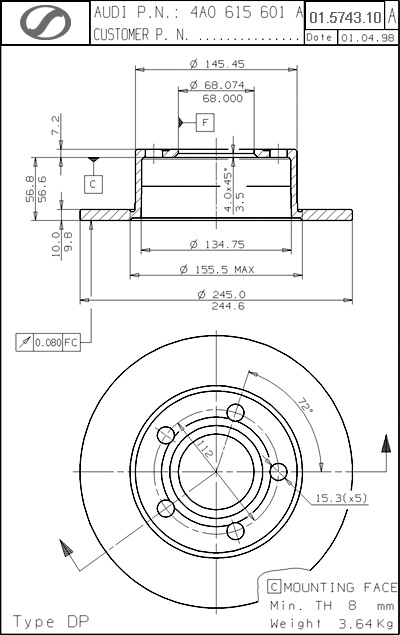 AUDI P.N.: 4A0 615 601 A
CUSTOMER P. N. ................
01.5743.10 A
Date 01.04.98
Ø 145.45
Ø 68.074
68.000
F
7.2
56.8
56.6
C
4.0x45°
3.5
10.0
9.8
Ø 134.75
Ø 155.5 MAX
Ø 245.0
244.6
0.080 FC
72°
112
15.3(x5)
C MOUNTING FACE
Min. TH 8 mm
Weight 3.64Kg
Type DP